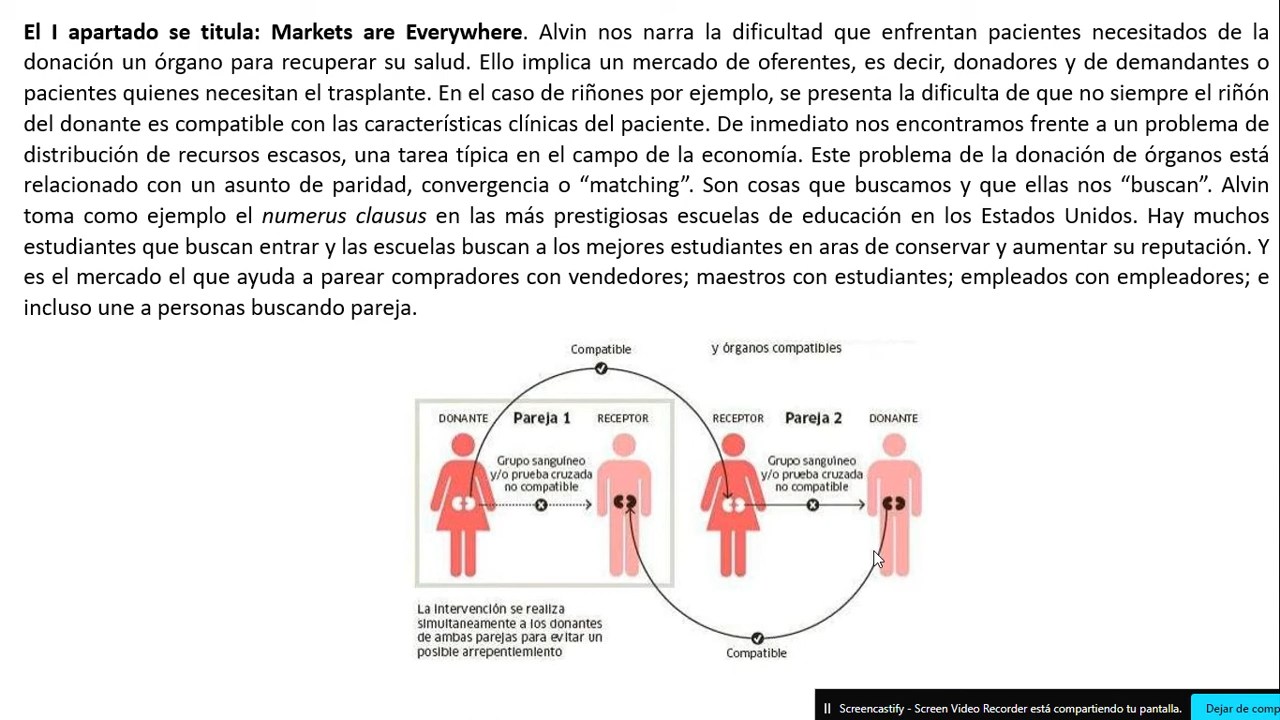 El I apartado se titula: Markets are Everywhere. Alvin nos narra la dificultad que enfrentan pacientes necesitados de la
donación un órgano para recuperar su salud. Ello implica un mercado de oferentes, es decir, donadores y de demandantes o
pacientes quienes necesitan el trasplante. En el caso de riñones por ejemplo, se presenta la dificulta de que no siempre el riñón
del donante es compatible con las características clínicas del paciente. De inmediato nos encontramos frente a un problema de
distribución de recursos escasos, una tarea típica en el campo de la economía. Este problema de la donación de órganos está
relacionado con un asunto de paridad, convergencia o “matching”. Son cosas que buscamos y que ellas nos “buscan”. Alvin
toma como ejemplo el numerus clausus en las más prestigiosas escuelas de educación en los Estados Unidos. Hay muchos
estudiantes que buscan entrar y las escuelas buscan a los mejores estudiantes en aras de conservar y aumentar su reputación. Y
es el mercado el que ayuda a parear compradores con vendedores; maestros con estudiantes; empleados con empleadores; e
incluso une a personas buscando pareja.
Compatible
y órganos compatibles
DONANTE Pareja 1 RECEPTOR
RECEPTOR Pareja 2 DONANTE
Grupo sanguíneo
y/o prueba cruzada
no compatible
Grupo sanguíneo
y/o prueba cruzada
no compatible
La intervención se realiza
simultaneamente a los donantes
de ambas parejas para evitar un
posible arrepentiemiento
Compatible
Screencastify - Screen Video Recorder está compartiendo tu pantalla.
Dejar de comp